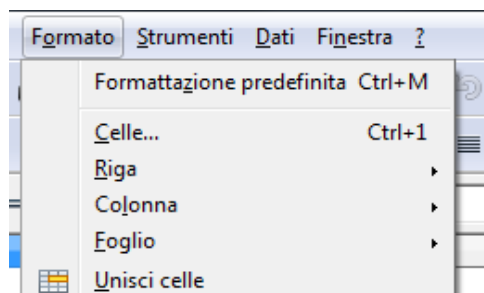 Formato Strumenti Dati Finestra ?
Formattazione predefinita Ctrl+M
Celle... Ctrl+1
Riga
Colonna
Foglio
Unisci celle